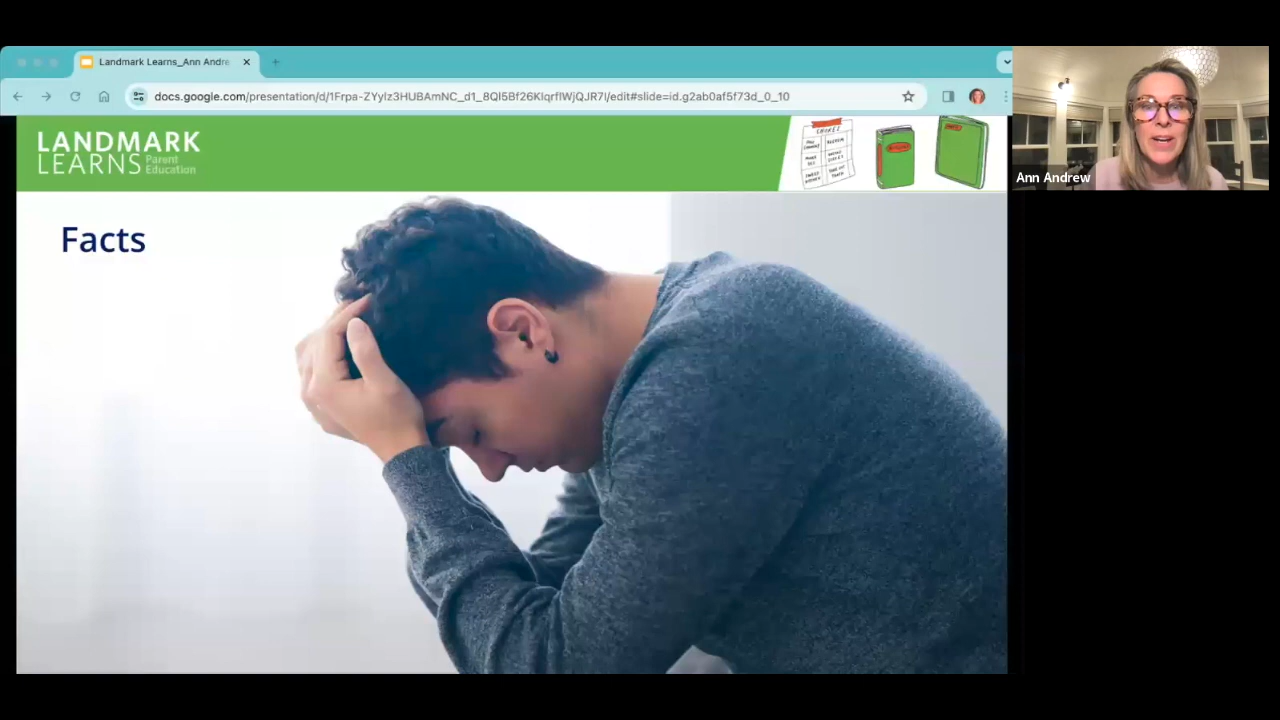 Landmark Learns_Ann Andre
docs.google.com/presentation/d/1Frpa-ZYylz3HUBAmNC_d1_8Ql5Bf26KlqrflWjQJR7I/edit#slide=id.g2ab0af5f73d_0_10
LANDMARK
LEARNS Parent Education
Facts
Ann Andrew